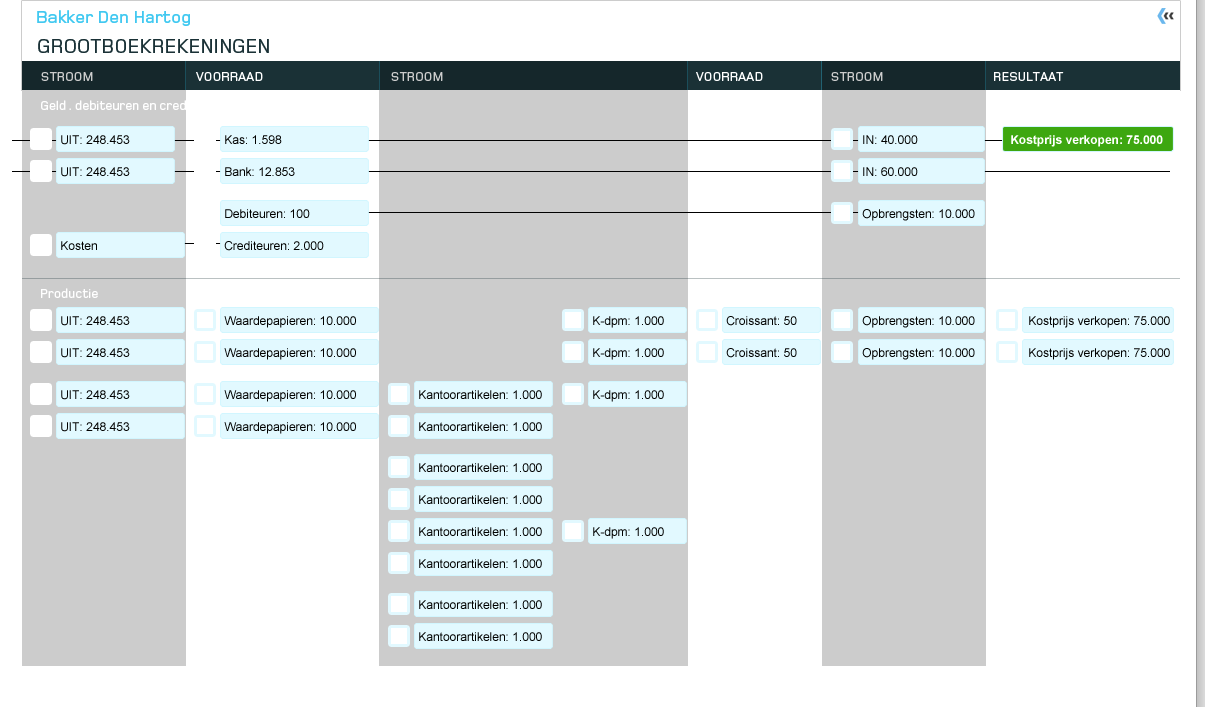 Bakker Den Hartog
GROOTBOEKREKENINGEN
STROOM VOORRAAD STROOM VOORRAAD STROOM RESULTAAT
Geld . debiteuren en cred
UIT: 248.453 Kas: 1.598 IN: 40.000 Kostprijs verkopen: 75.000
UIT: 248.453 Bank: 12.853 IN: 60.000
Debiteuren: 100 Opbrengsten: 10.000
Kosten Crediteuren: 2.000
Productie
UIT: 248.453 Waardepapieren: 10.000 K-dpm: 1.000 Croissant: 50 Opbrengsten: 10.000 Kostprijs verkopen: 75.000
UIT: 248.453 Waardepapieren: 10.000 K-dpm: 1.000 Croissant: 50 Opbrengsten: 10.000 Kostprijs verkopen: 75.000
UIT: 248.453 Waardepapieren: 10.000 Kantoorartikelen: 1.000 K-dpm: 1.000
UIT: 248.453 Waardepapieren: 10.000 Kantoorartikelen: 1.000
Kantoorartikelen: 1.000
Kantoorartikelen: 1.000
Kantoorartikelen: 1.000 K-dpm: 1.000
Kantoorartikelen: 1.000
Kantoorartikelen: 1.000
Kantoorartikelen: 1.000